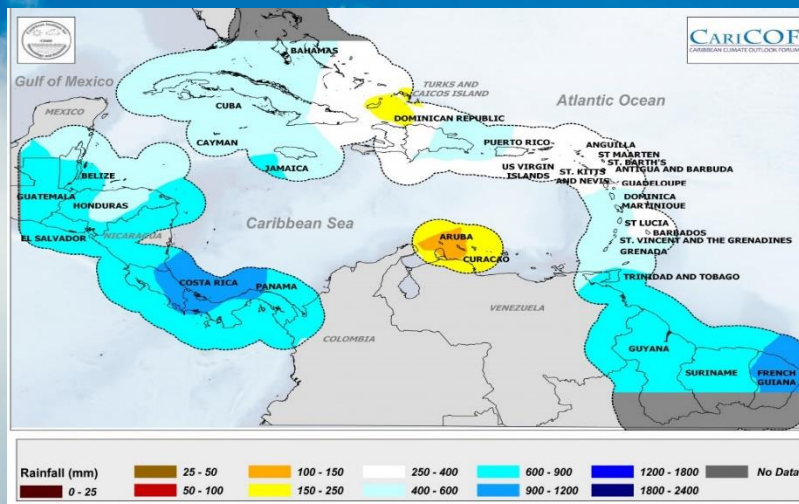 CARICOF
CARIBBEAN CLIMATE OUTLOOK FORUM
BAHAMAS
Gulf of Mexico
TURKS AND
CAICOS ISLAND
Atlantic Ocean
MEXICO
CUBA
DOMINICAN REPUBLIC
CAYMAN
PUERTO RICO
ANGUILLA
ST MAARTEN
ST. BARTH'S
JAMAICA
US VIRGIN
ISLANDS
ST. KITTS
AND NEVIS
ANTIGUA AND BARBUDA
BELIZE
GUADELOUPE
GUATEMALA
HONDURAS
DOMINICA
MARTINIQUE
Caribbean Sea
ST LUCIA
BARBADOS
EL SALVADOR
NICARAGUA
ARUBA
CURACAO
ST. VINCENT AND THE GRENADINES
GRENADA
TRINIDAD AND TOBAGO
COSTA RICA
PANAMA
VENEZUELA
COLOMBIA
GUYANA
SURINAME
FRENCH
GUIANA
Rainfall (mm)
0 - 25
25 - 50
50 - 100
100 - 150
150 - 250
250 - 400
400 - 600
600 - 900
900 - 1200
1200 - 1800
1800 - 2400
No Data